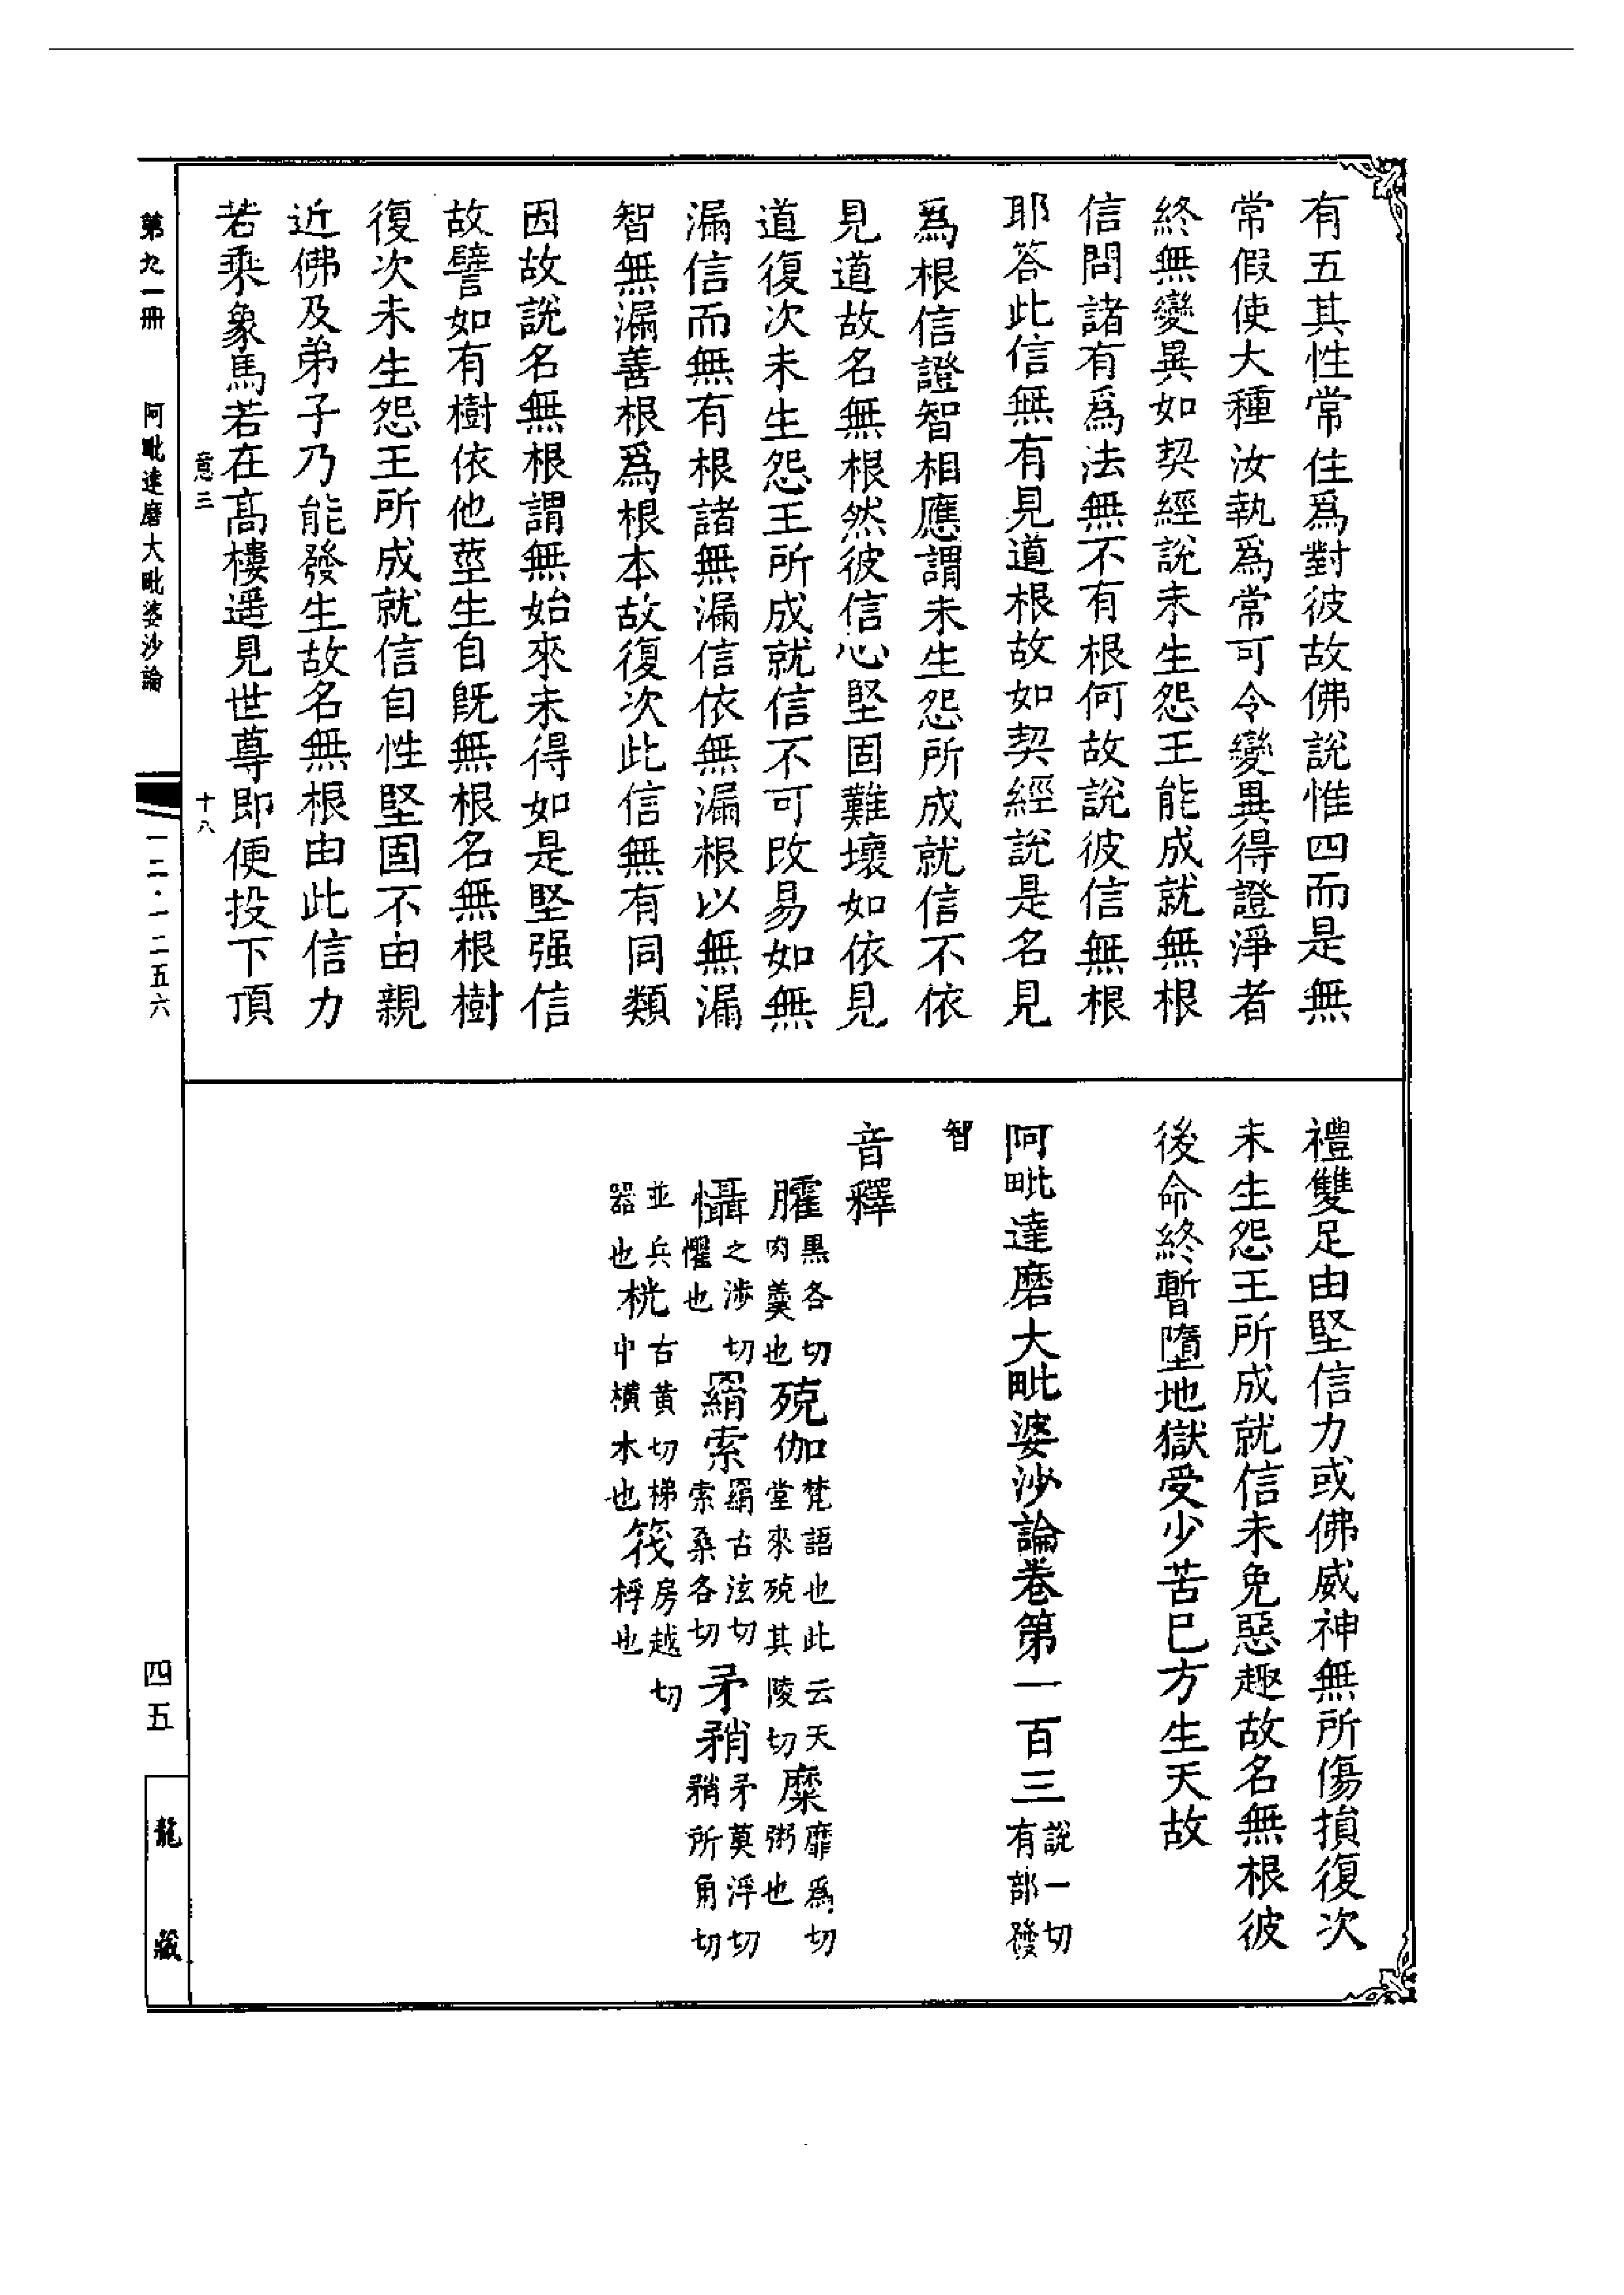 有五其性常住爲對彼故佛說惟四而是無
常假使大種汝執爲常可令變異得證淨者
終無變異如契經說未生怨王能成就無根
信問諸有爲法無不有根何故說彼信無根
耶答此信無有見道根故如契經說是名見
爲根信證智相應謂未生怨所成就信不依
見道故名無根然彼信心堅固難壞如依見
道復次未生怨王所成就信不可改易如無
漏信而無有根諸無漏信依無漏根以無漏
智無漏善根爲根本故復次此信無有同類
因故說名無根謂無始來未得如是堅强信
故譬如有樹依他莖生自旣無根名無根樹
復次未生怨王所成就信自性堅固不由親
近佛及弟子乃能發生故名無根由此信力
若乘象馬若在高樓遥見世尊即便投下頂
意三 十八
禮雙足由堅信力或佛威神無所傷損復次
未生怨王所成就信未免惡趣故名無根彼
後命終暫墮地獄受少苦已方生天故
阿毗達磨大毗婆沙論卷第一百三 說一切有部發
智
音釋
臛 黑各切肉羹也 殑伽 梵語也此云天堂來殑其陵切 糜 靡爲切粥也
懾 之涉切懼也 罥索 罥古泫切索桑各切 矛矟 矛莫浮切矟所角切
並兵器也 桄 古黄切梯中橫木也 筏 房越切桴也
第九一冊 阿毗達磨大毗婆沙論 一二·一二五六
四五
龍藏